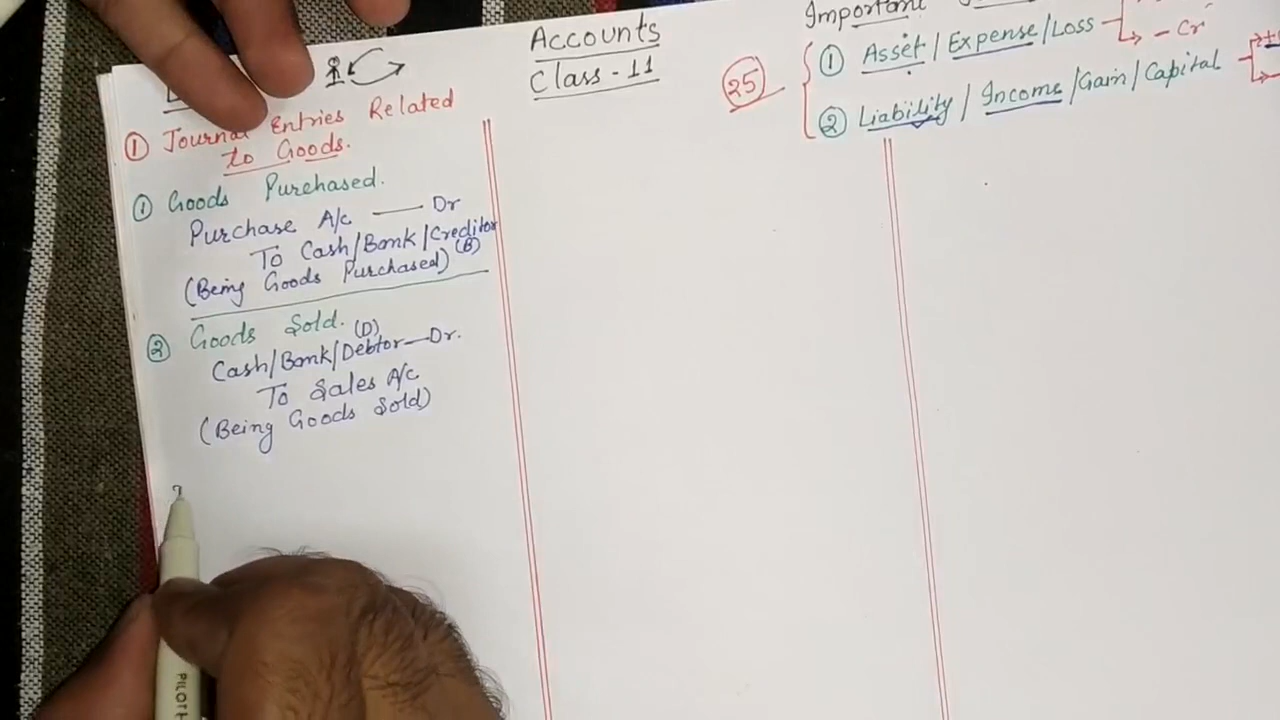 Accounts
Class - 11
25
Important
① Asset / Expense / Loss
- Cr
② Liability / Income / Gain / Capital
① Journal Entries Related
to Goods.
① Goods Purchased.
Purchase A/c —— Dr
To Cash/Bank/Creditor
(B)
(Being Goods Purchased)
② Goods Sold.
(D)
Cash/Bank/Debtor—Dr.
To Sales A/c
(Being Goods Sold)
PILOT